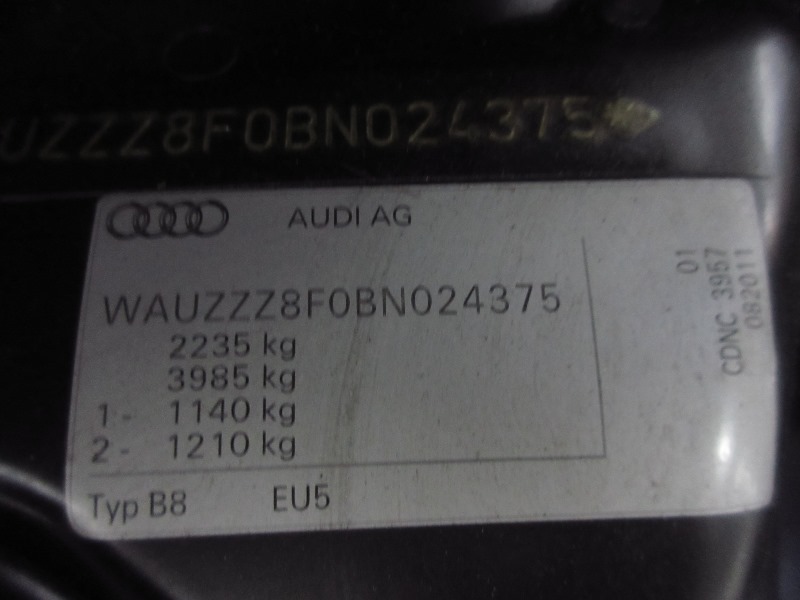 UZZZ8F0BN024375
AUDI AG
WAUZZZ8F0BN024375
2235 kg
3985 kg
1- 1140 kg
2- 1210 kg
Typ B8 EU5
01
CDNC 3957
082011